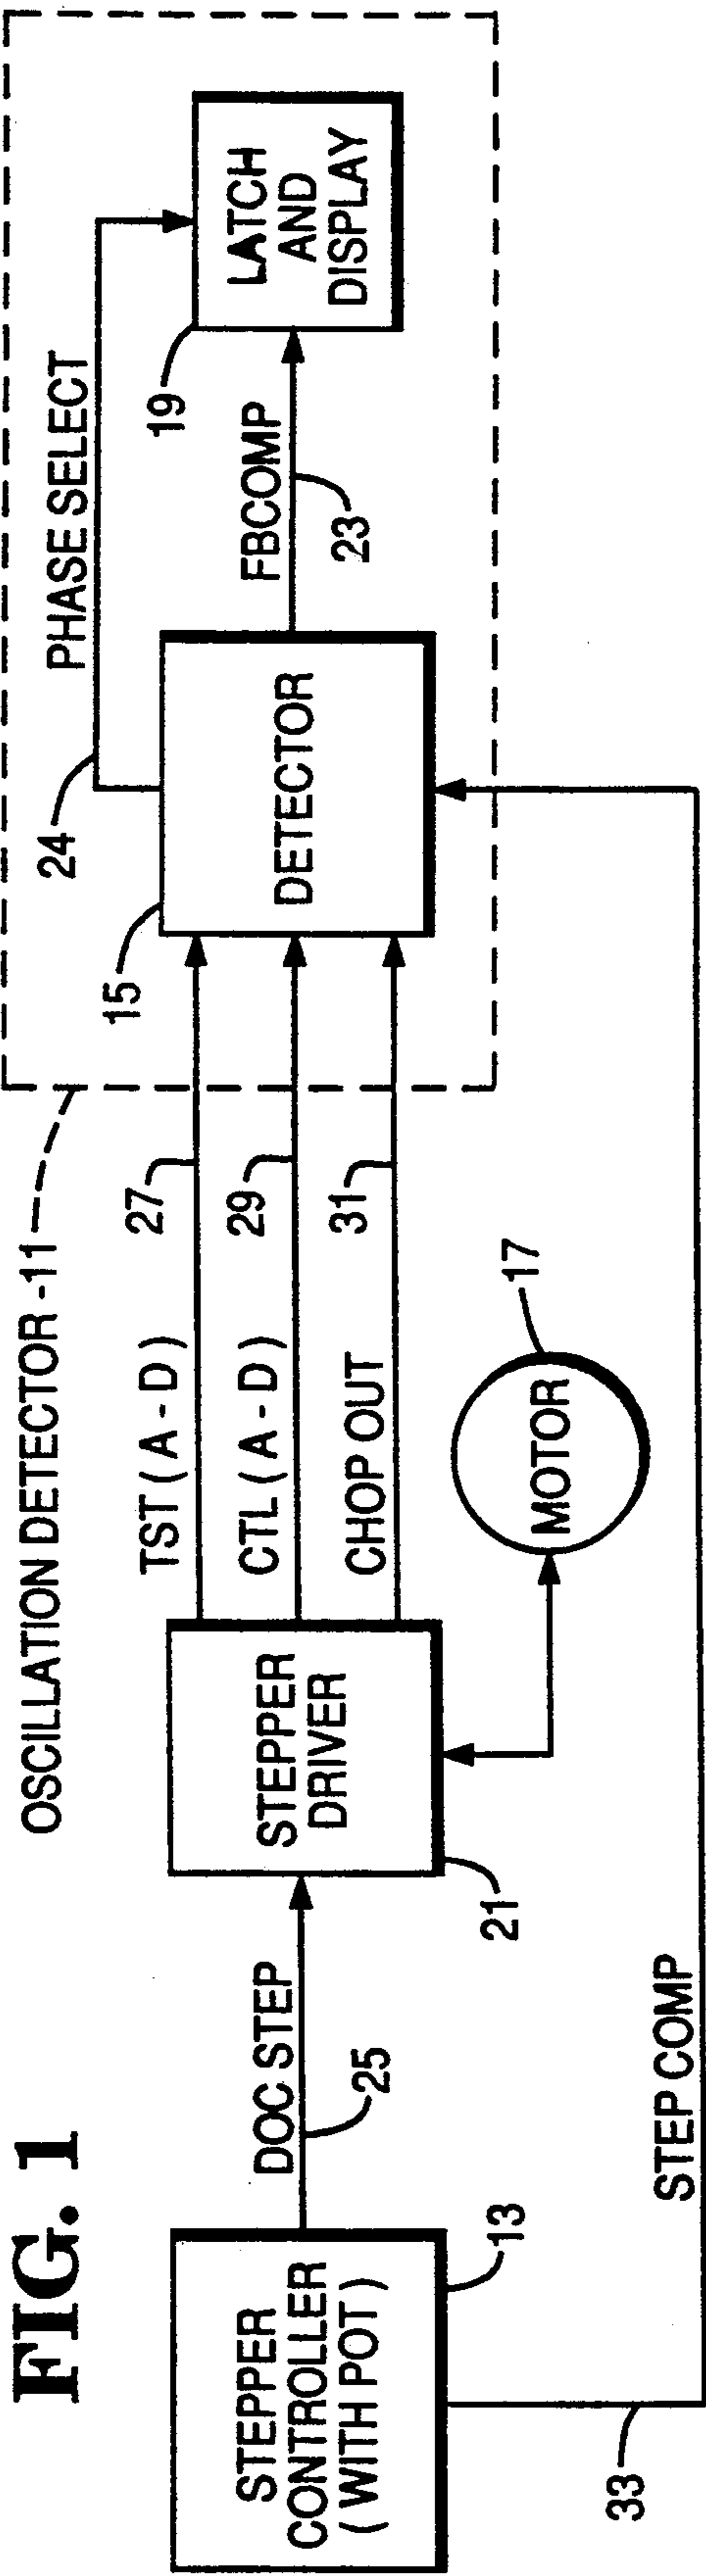 FIG. 1
OSCILLATION DETECTOR -11
STEPPER
CONTROLLER
( WITH POT )
13
DOC STEP
25
STEPPER
DRIVER
21
TST ( A - D )
27
CTL ( A - D )
29
CHOP OUT
31
MOTOR
17
DETECTOR
15
24
PHASE SELECT
FBCOMP
23
LATCH
AND
DISPLAY
19
STEP COMP
33